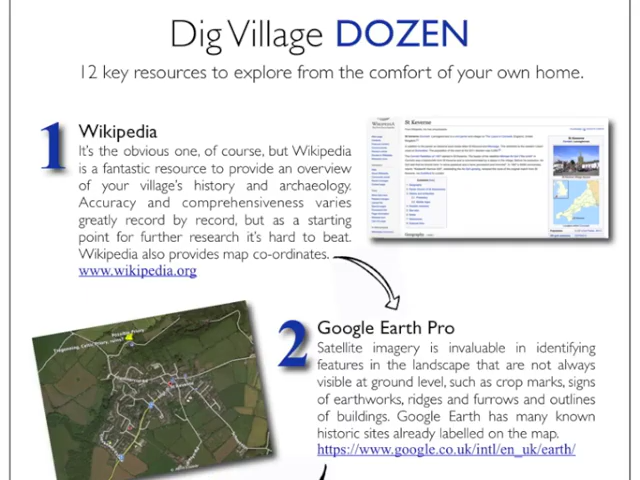 Dig Village DOZEN
12 key resources to explore from the comfort of your own home.
1
Wikipedia
It's the obvious one, of course, but Wikipedia
is a fantastic resource to provide an overview
of your village's history and archaeology.
Accuracy and comprehensiveness varies
greatly record by record, but as a starting
point for further research it's hard to beat.
Wikipedia also provides map co-ordinates.
www.wikipedia.org
St Keverne
2
Google Earth Pro
Satellite imagery is invaluable in identifying
features in the landscape that are not always
visible at ground level, such as crop marks, signs
of earthworks, ridges and furrows and outlines
of buildings. Google Earth has many known
historic sites already labelled on the map.
https://www.google.co.uk/intl/en_uk/earth/